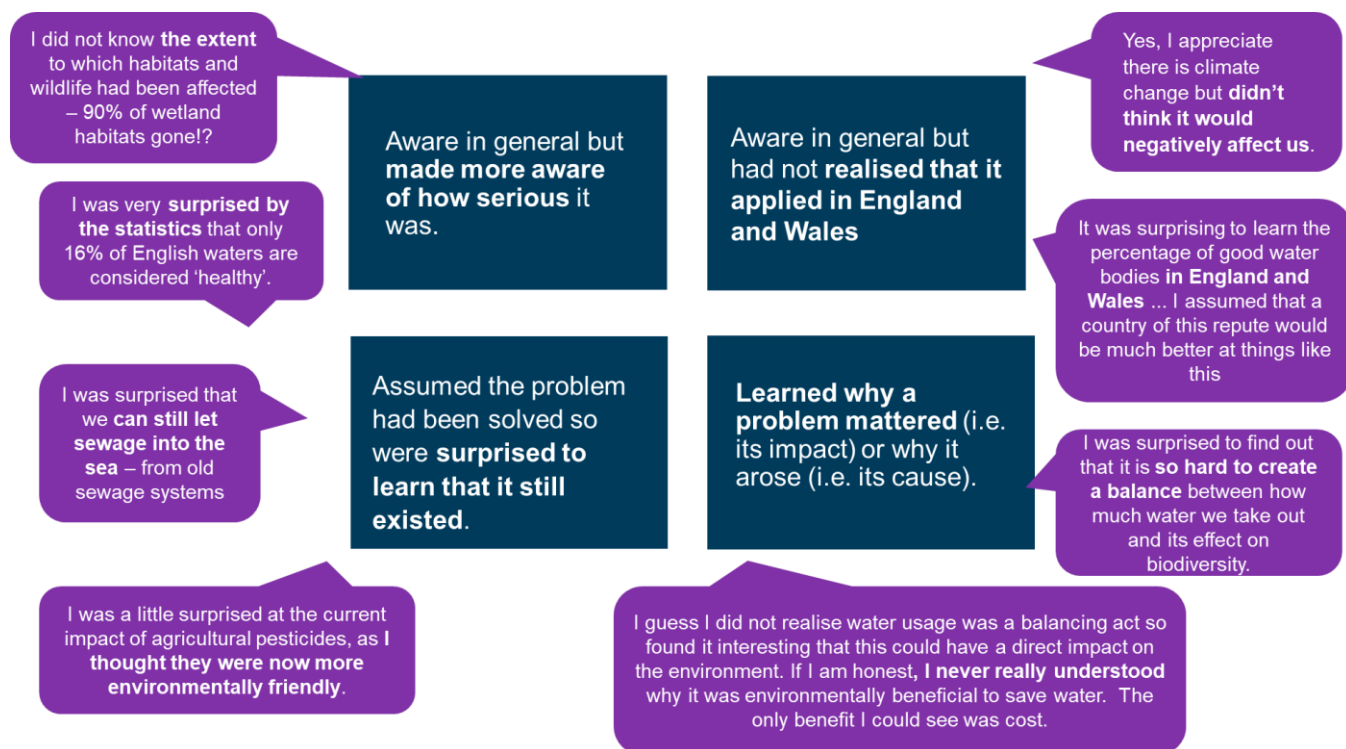 I did not know the extent
to which habitats and
wildlife had been affected
– 90% of wetland
habitats gone!?
Aware in general but
made more aware
of how serious it
was.
Aware in general but
had not realised that it
applied in England
and Wales
Yes, I appreciate
there is climate
change but didn’t
think it would
negatively affect us.
I was very surprised by
the statistics that only
16% of English waters are
considered ‘healthy’.
It was surprising to learn the
percentage of good water
bodies in England and
Wales ... I assumed that a
country of this repute would
be much better at things like
this
I was surprised that
we can still let
sewage into the
sea – from old
sewage systems
Assumed the problem
had been solved so
were surprised to
learn that it still
existed.
Learned why a
problem mattered (i.e.
its impact) or why it
arose (i.e. its cause).
I was surprised to find out
that it is so hard to create
a balance between how
much water we take out
and its effect on
biodiversity.
I was a little surprised at the current
impact of agricultural pesticides, as I
thought they were now more
environmentally friendly.
I guess I did not realise water usage was a balancing act so
found it interesting that this could have a direct impact on
the environment. If I am honest, I never really understood
why it was environmentally beneficial to save water.  The
only benefit I could see was cost.